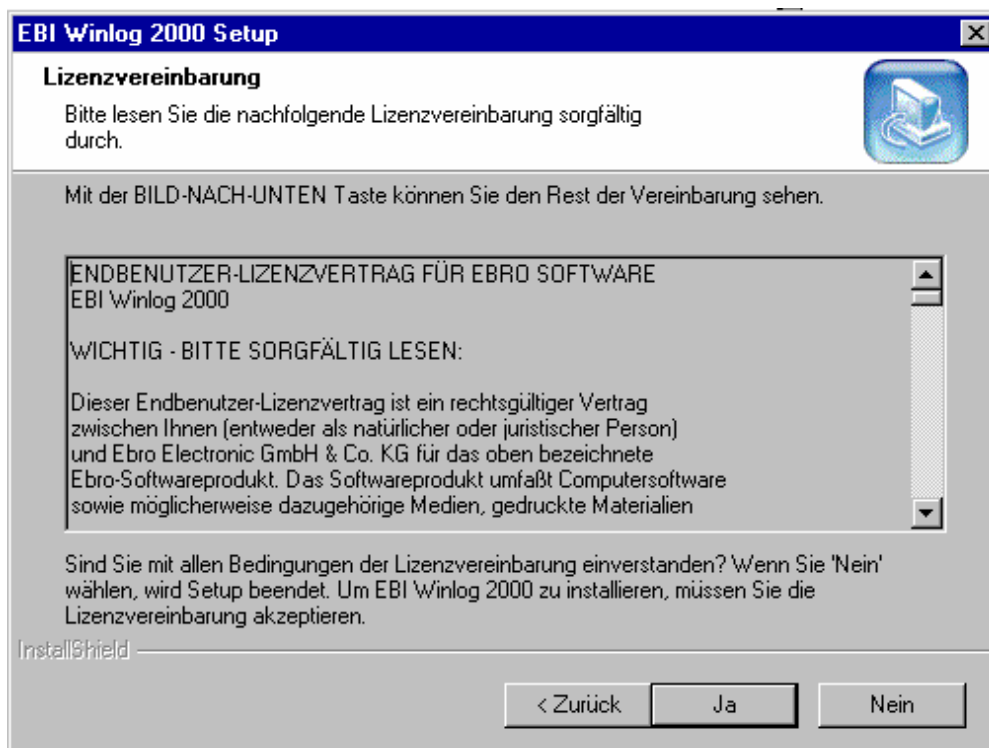 EBI Winlog 2000 Setup
Lizenzvereinbarung
Bitte lesen Sie die nachfolgende Lizenzvereinbarung sorgfältig
durch.
Mit der BILD-NACH-UNTEN Taste können Sie den Rest der Vereinbarung sehen.
ENDBENUTZER-LIZENZVERTRAG FÜR EBRO SOFTWARE
EBI Winlog 2000
WICHTIG - BITTE SORGFÄLTIG LESEN:
Dieser Endbenutzer-Lizenzvertrag ist ein rechtsgültiger Vertrag
zwischen Ihnen (entweder als natürlicher oder juristischer Person)
und Ebro Electronic GmbH & Co. KG für das oben bezeichnete
Ebro-Softwareprodukt. Das Softwareprodukt umfaßt Computersoftware
sowie möglicherweise dazugehörige Medien, gedruckte Materialien
Sind Sie mit allen Bedingungen der Lizenzvereinbarung einverstanden? Wenn Sie 'Nein'
wählen, wird Setup beendet. Um EBI Winlog 2000 zu installieren, müssen Sie die
Lizenzvereinbarung akzeptieren.
InstallShield
< Zurück
Ja
Nein